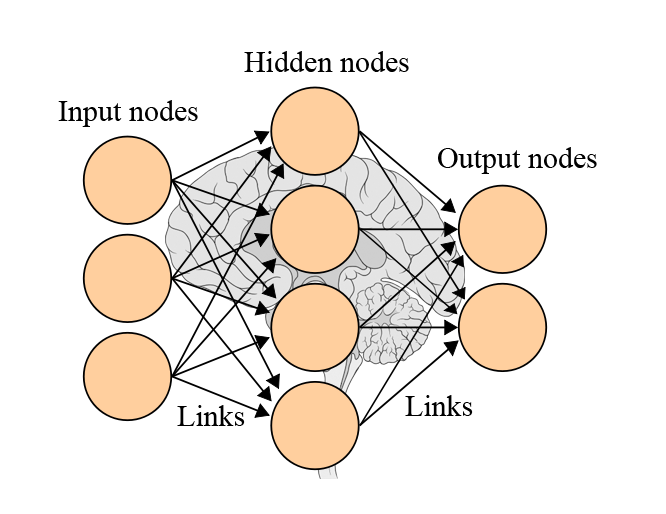 Hidden nodes
Input nodes
Output nodes
Links
Links